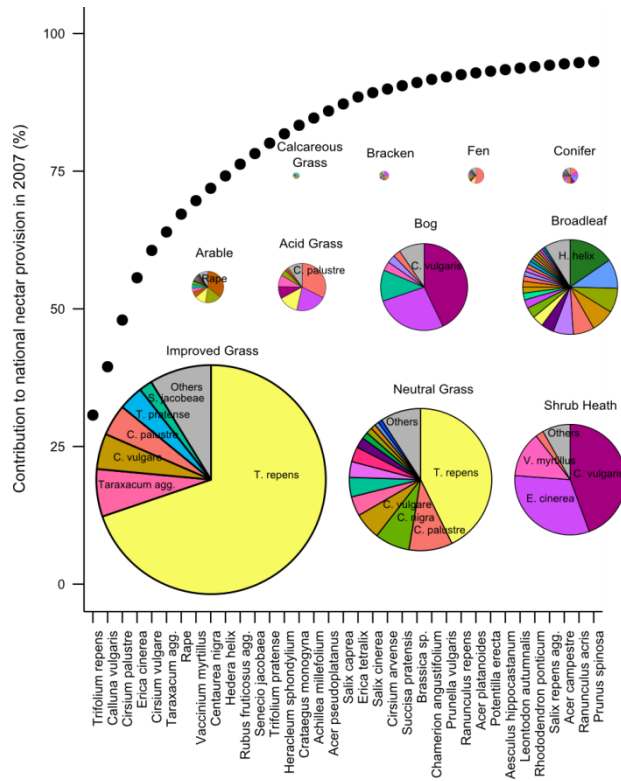 Contribution to national nectar provision in 2007 (%)
100
75
50
25
0
Calcareous
Grass
Bracken
Fen
Conifer
Arable
Rape
Acid Grass
C. palustre
Bog
C. vulgaris
Broadleaf
H. helix
Improved Grass
Others
S. jacobeae
T. pratense
C. palustre
C. vulgare
Taraxacum agg.
T. repens
Neutral Grass
Others
T. repens
C. vulgare
C. nigra
C. palustre
Shrub Heath
Others
V. myrtillus
C. vulgaris
E. cinerea
Trifolium repens
Calluna vulgaris
Cirsium palustre
Erica cinerea
Cirsium vulgare
Taraxacum agg.
Rape
Vaccinium myrtillus
Centaurea nigra
Hedera helix
Rubus fruticosus agg.
Senecio jacobaea
Trifolium pratense
Heracleum sphondylium
Crataegus monogyna
Achillea millefolium
Acer pseudoplatanus
Salix caprea
Erica tetralix
Salix cinerea
Cirsium arvense
Succisa pratensis
Brassica sp.
Chamerion angustifolium
Prunella vulgaris
Ranunculus repens
Acer platanoides
Potentilla erecta
Aesculus hippocastanum
Leontodon autumnalis
Rhododendron ponticum
Salix repens agg.
Acer campestre
Ranunculus acris
Prunus spinosa